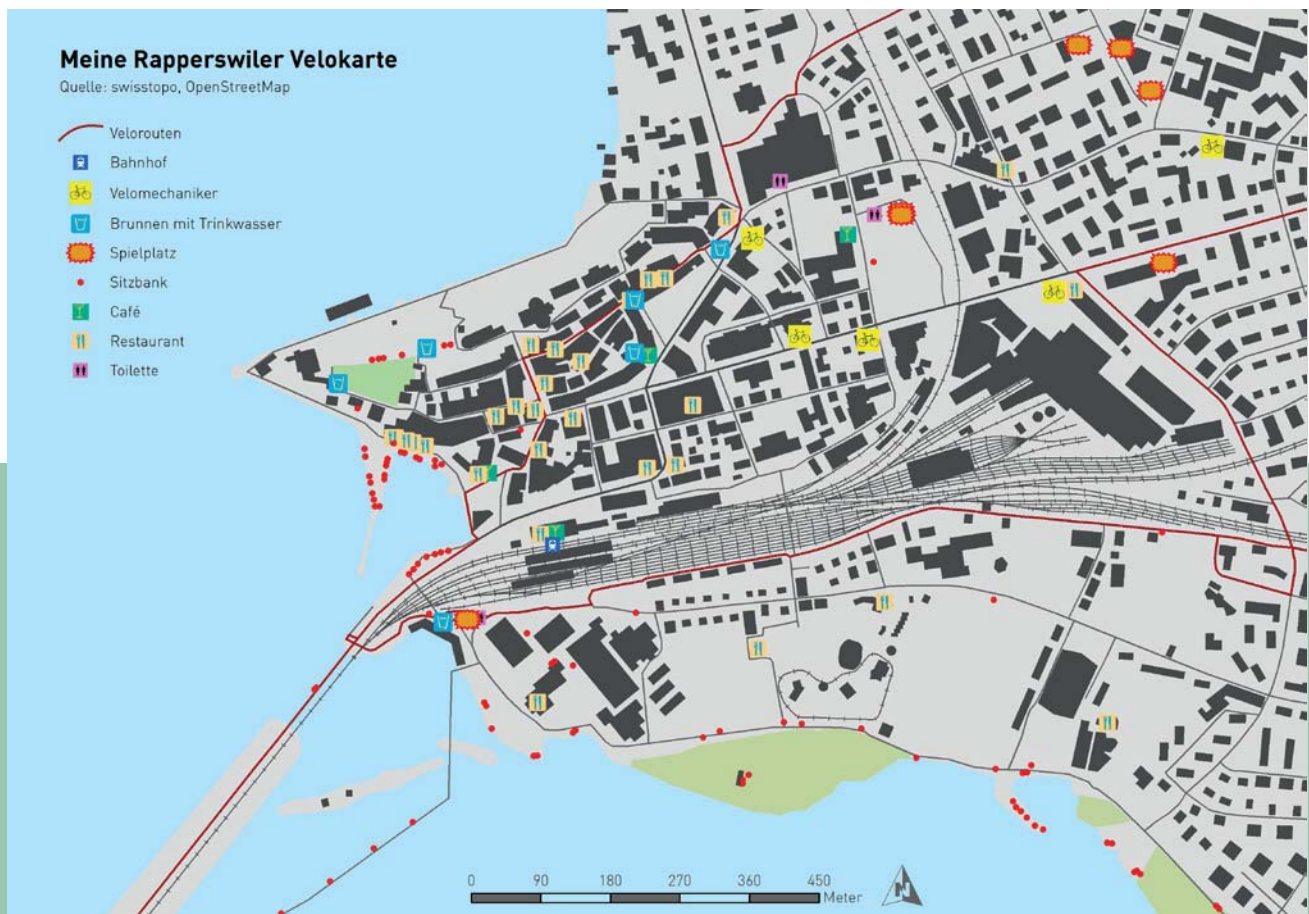 Meine Rapperswiler Velokarte
Quelle: swisstopo, OpenStreetMap
Velorouten
Bahnhof
Velomechaniker
Brunnen mit Trinkwasser
Spielplatz
Sitzbank
Café
Restaurant
Toilette
0 90 180 270 360 450
Meter
N